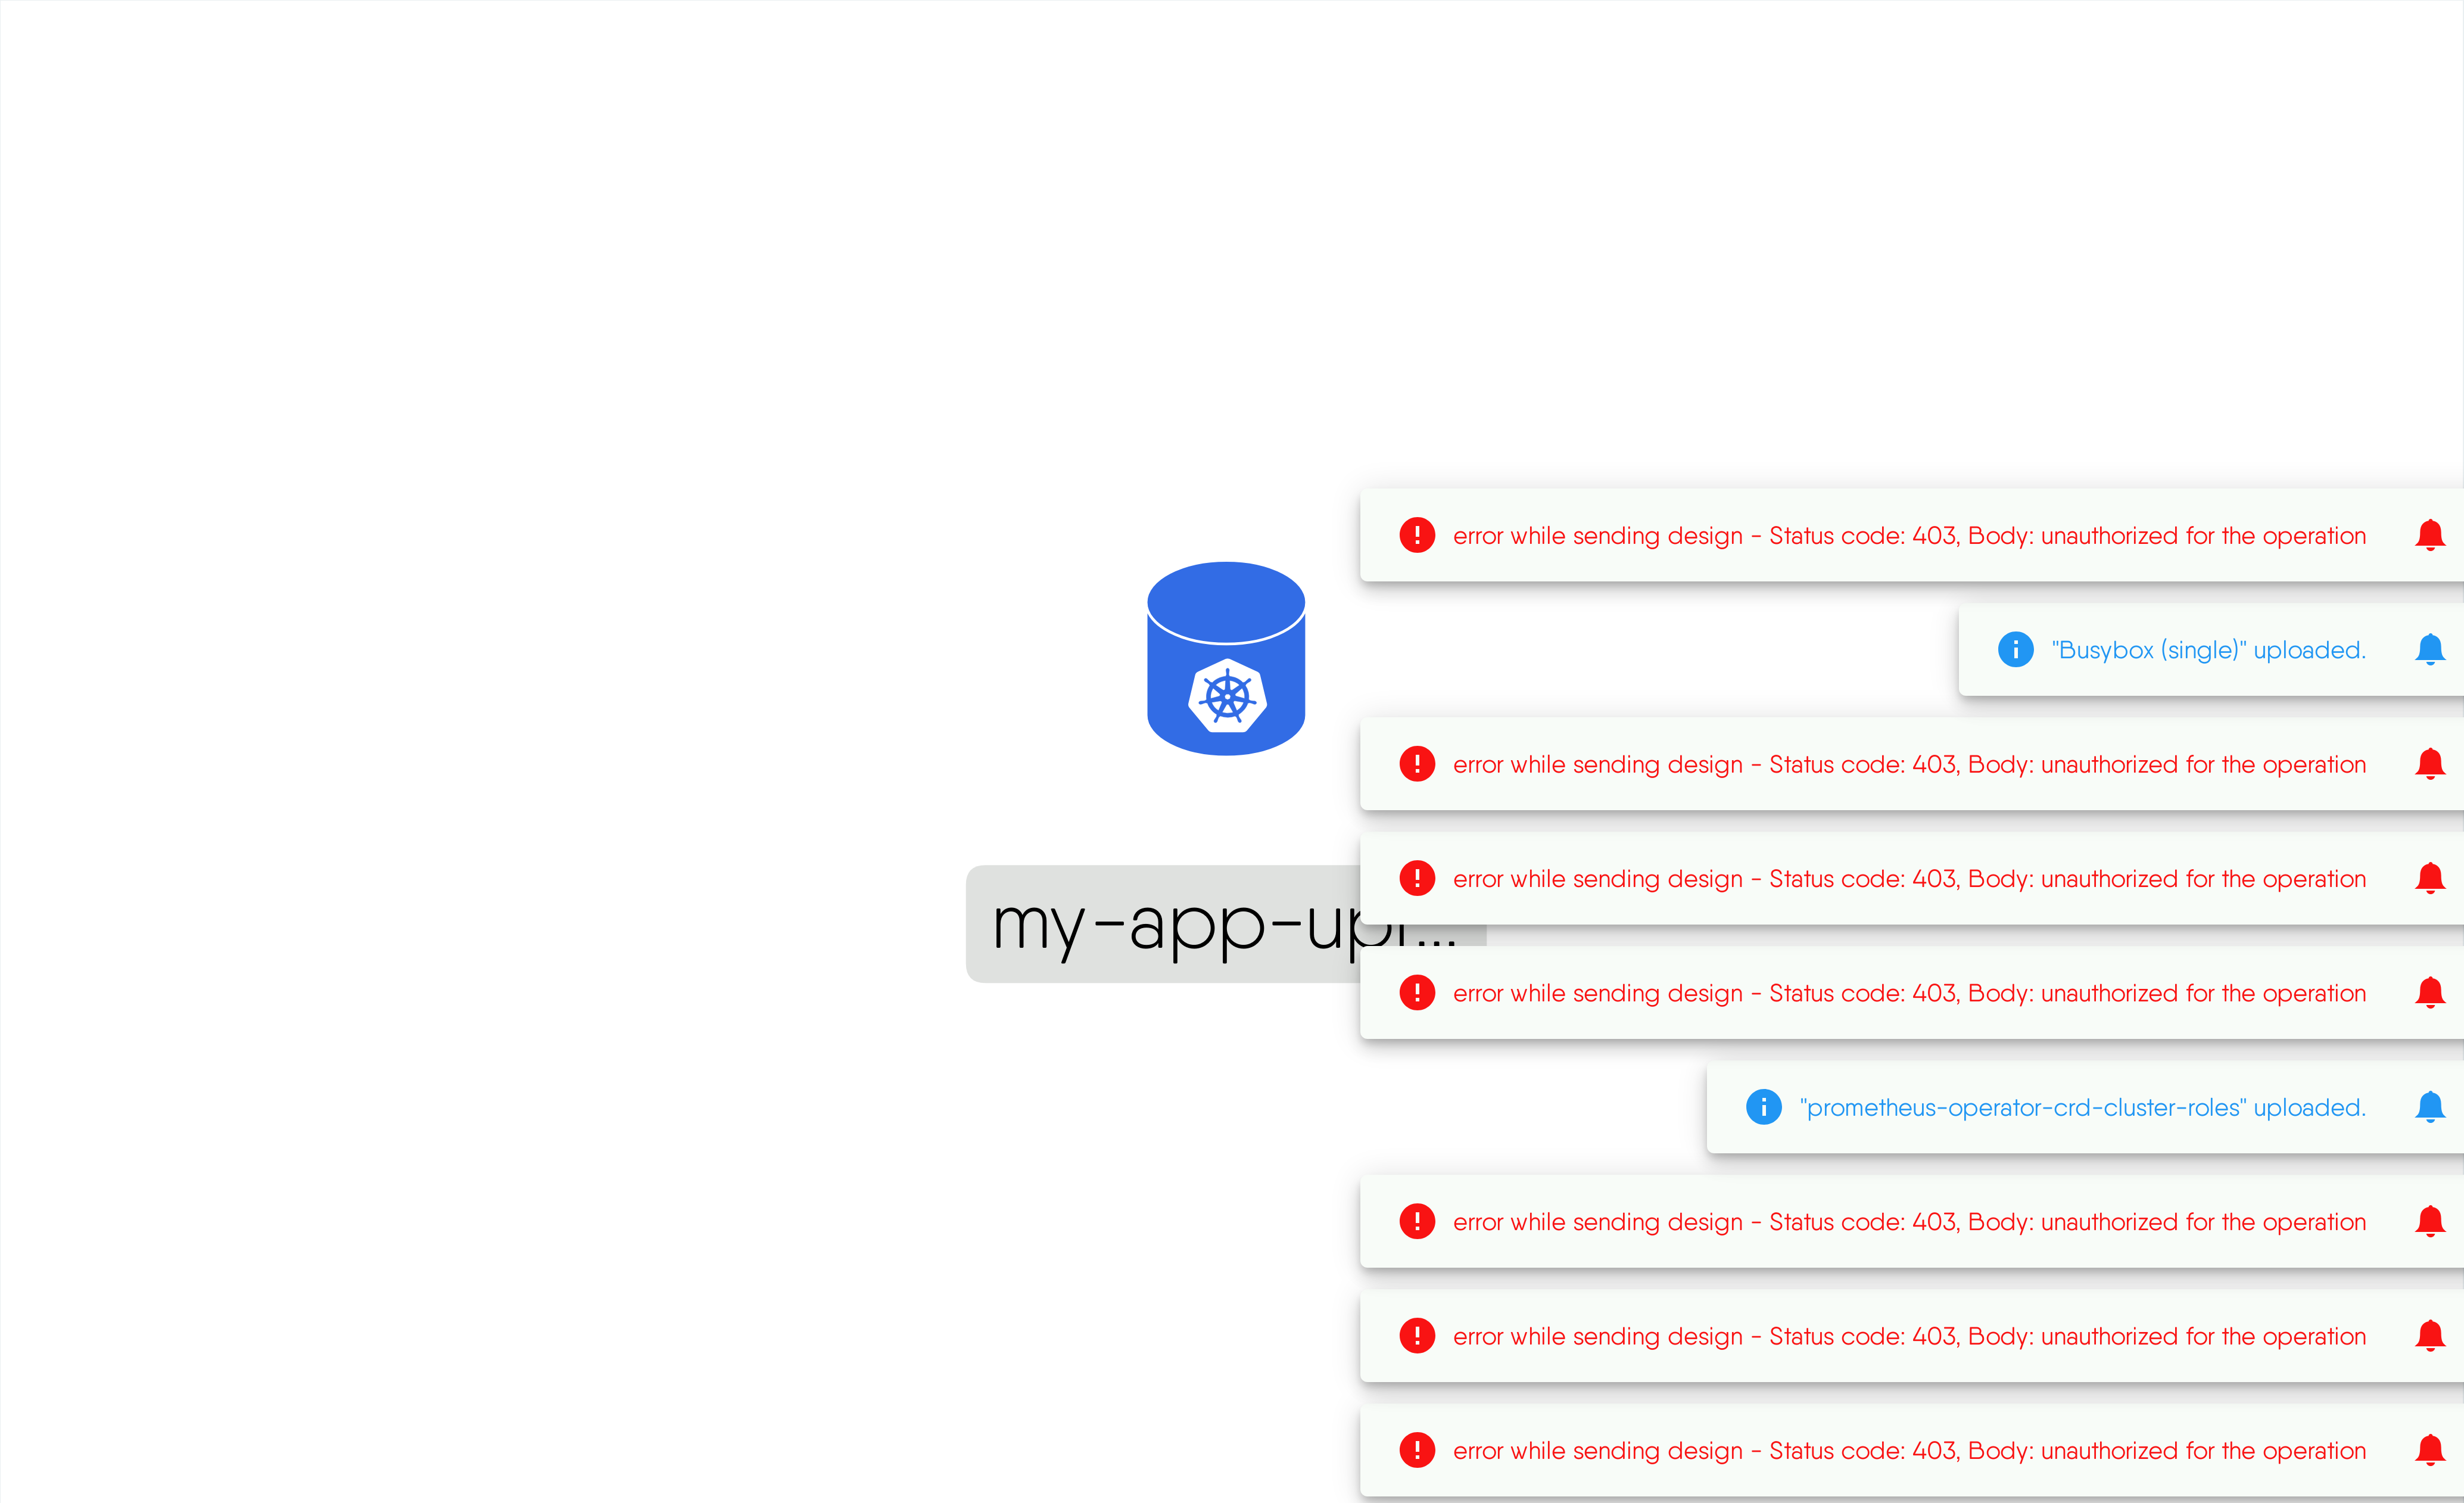 error while sending design - Status code: 403, Body: unauthorized for the operation
"Busybox (single)" uploaded.
error while sending design - Status code: 403, Body: unauthorized for the operation
error while sending design - Status code: 403, Body: unauthorized for the operation
my-app-upr...
error while sending design - Status code: 403, Body: unauthorized for the operation
"prometheus-operator-crd-cluster-roles" uploaded.
error while sending design - Status code: 403, Body: unauthorized for the operation
error while sending design - Status code: 403, Body: unauthorized for the operation
error while sending design - Status code: 403, Body: unauthorized for the operation